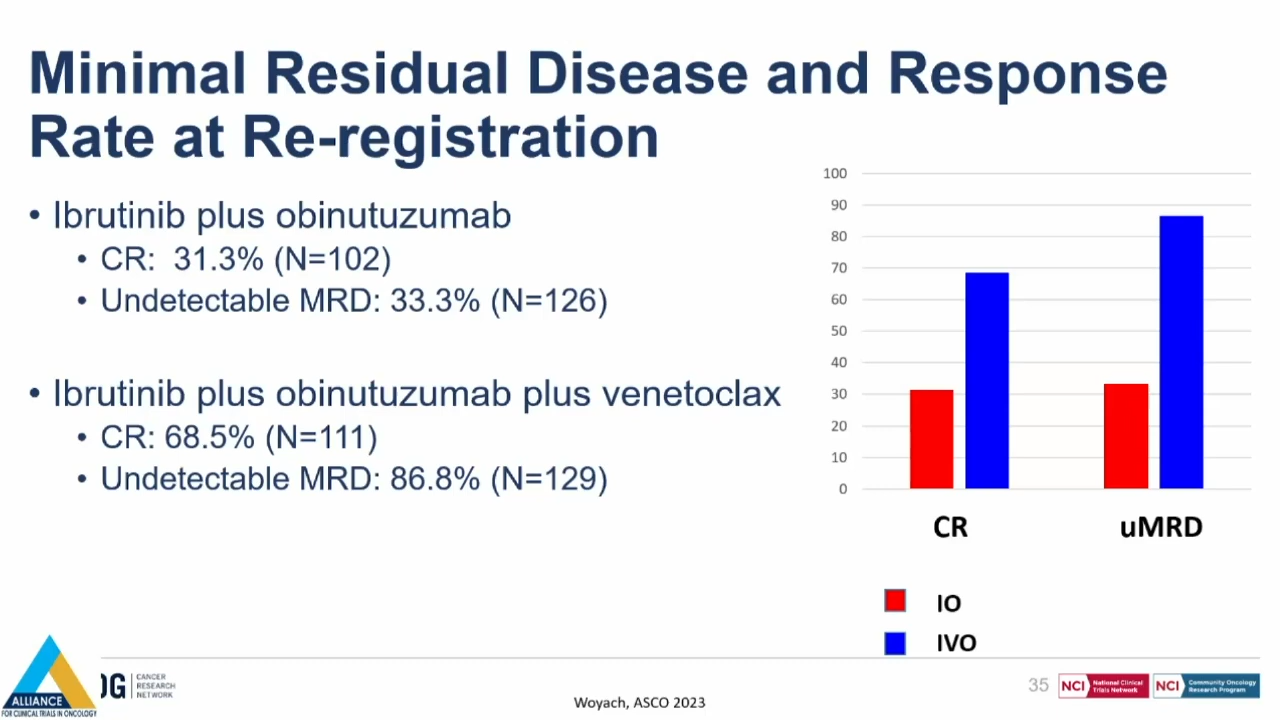 Minimal Residual Disease and Response
Rate at Re-registration
• Ibrutinib plus obinutuzumab
• CR: 31.3% (N=102)
• Undetectable MRD: 33.3% (N=126)
• Ibrutinib plus obinutuzumab plus venetoclax
• CR: 68.5% (N=111)
• Undetectable MRD: 86.8% (N=129)
100
90
80
70
60
50
40
30
20
10
0
CR uMRD
IO
IVO
ALLIANCE
FOR CLINICAL TRIALS IN ONCOLOGY
OG
CANCER
RESEARCH
NETWORK
Woyach, ASCO 2023
35
NCI National Clinical
Trials Network
NCI Community Oncology
Research Program